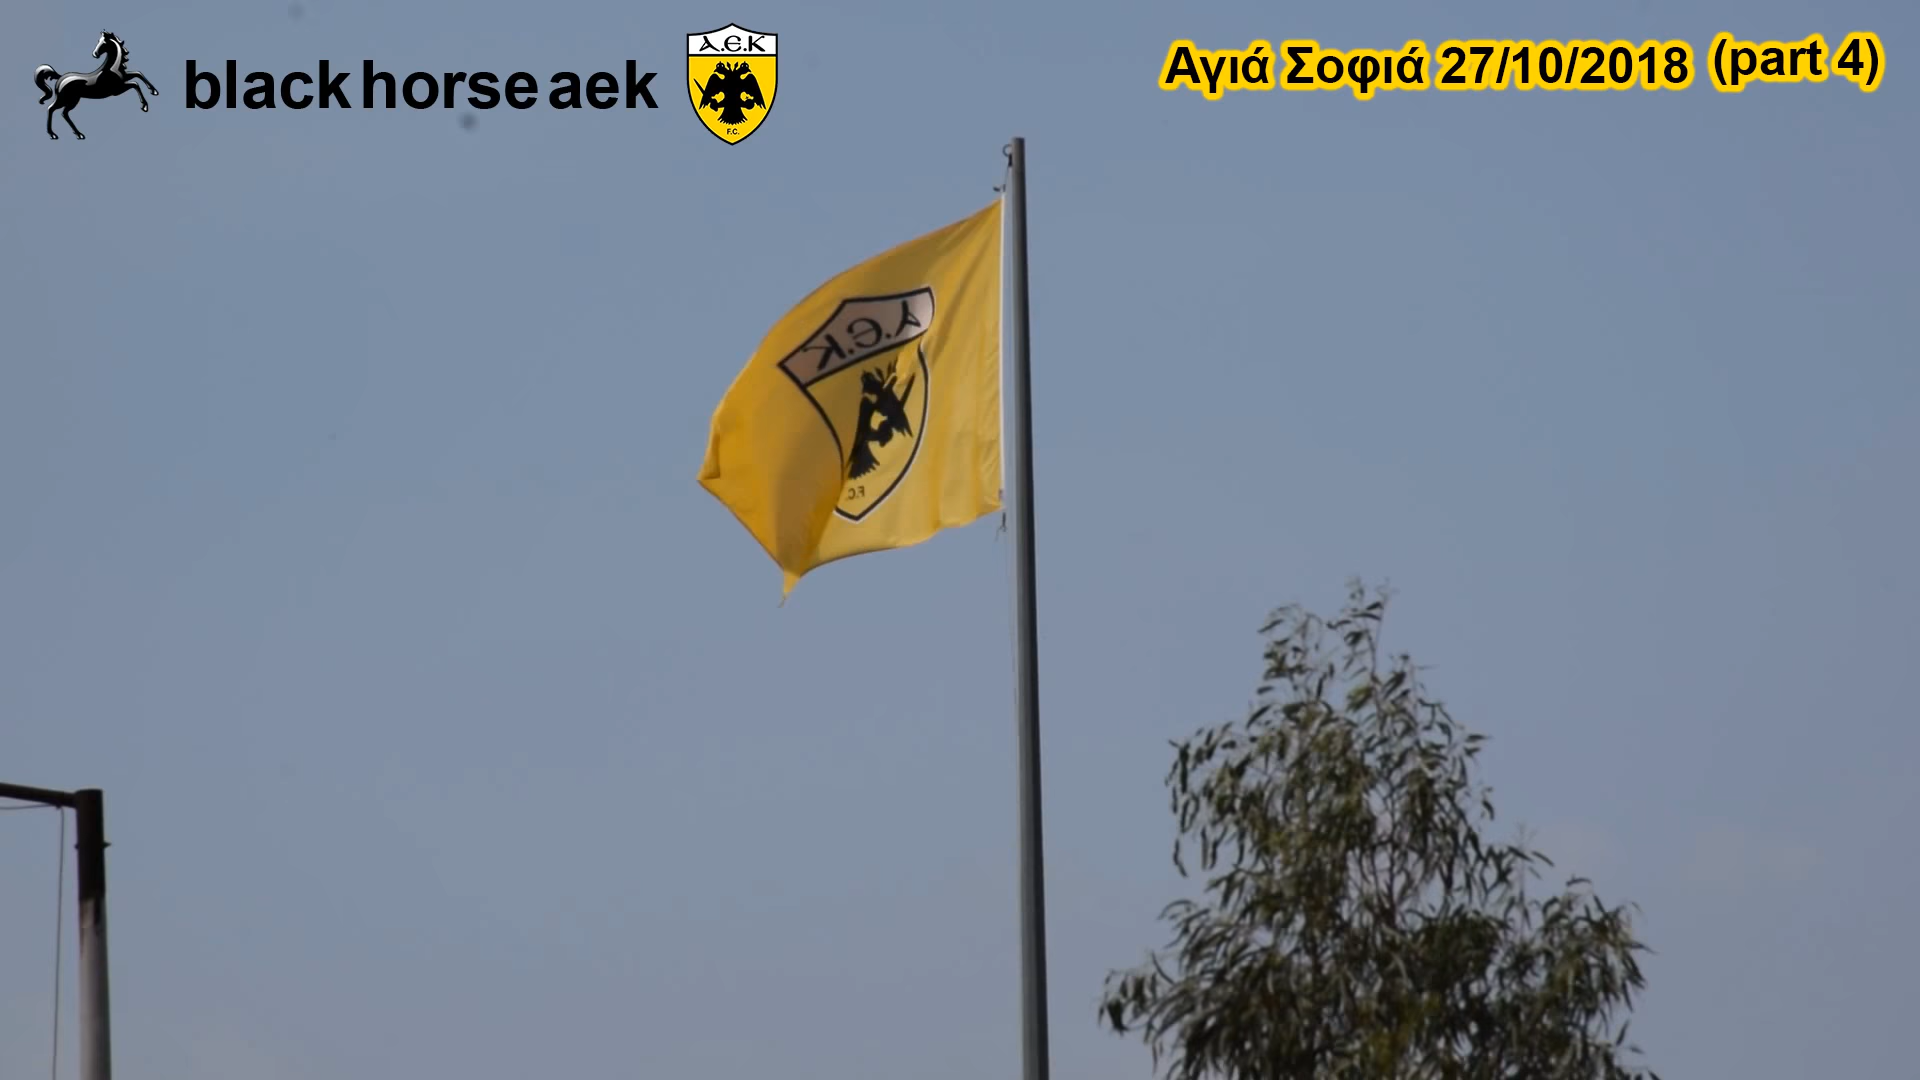 black horse aek
Α.Ε.Κ
F.C.
Αγιά Σοφιά 27/10/2018 (part 4)
Α.Ε.Κ
F.C.